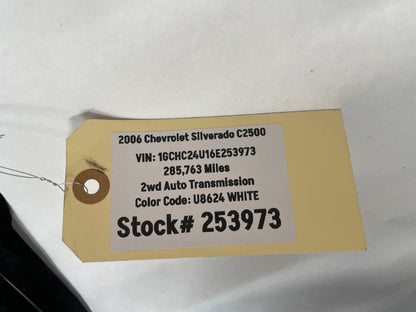 2006 Chevrolet Silverado C2500
VIN: 1GCHC24U16E253973
285,763 Miles
2wd Auto Transmission
Color Code: U8624 WHITE
Stock# 253973